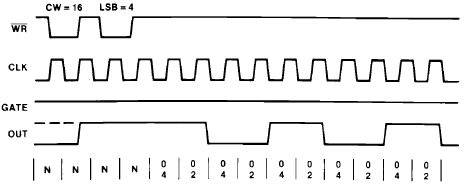 CW = 16 LSB = 4
WR
CLK
GATE
OUT
N N N N 0 0 0 0 0 0 0 0 0 0
4 2 4 2 4 2 4 2 4 2